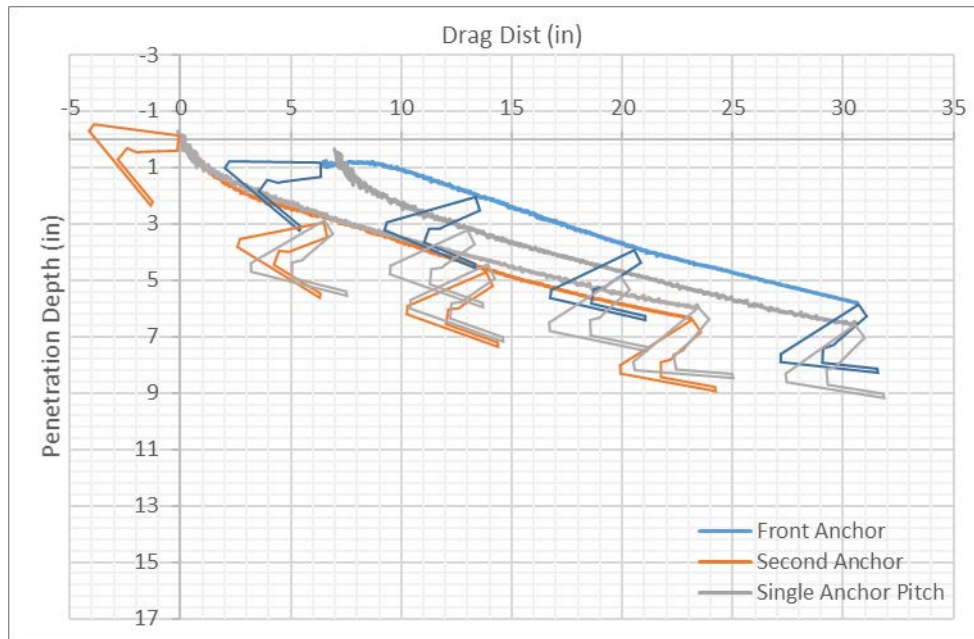 Drag Dist (in)
-3
-5 -1 0 5 10 15 20 25 30 35
1
3
5
7
9
11
13
15
17
Penetration Depth (in)
Front Anchor
Second Anchor
Single Anchor Pitch